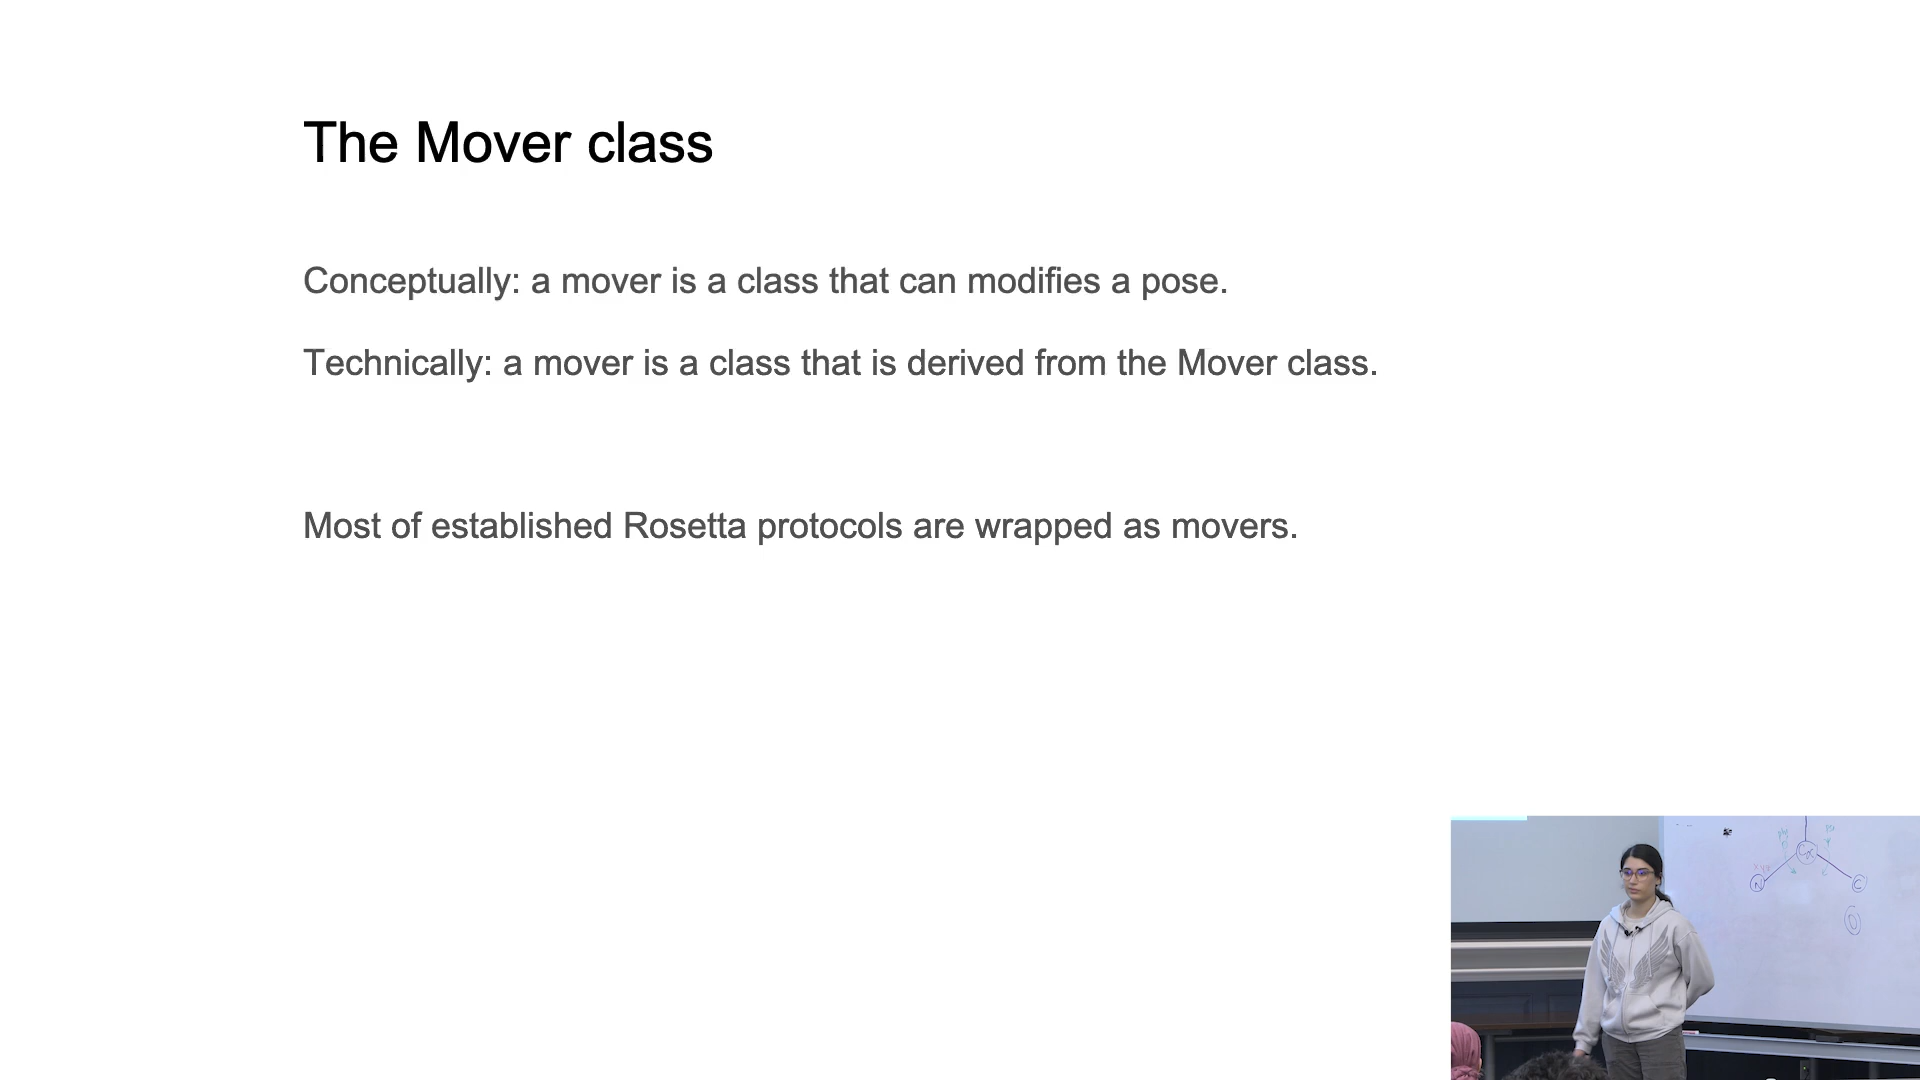 The Mover class
Conceptually: a mover is a class that can modifies a pose.
Technically: a mover is a class that is derived from the Mover class.
Most of established Rosetta protocols are wrapped as movers.
Cα
N
C
O